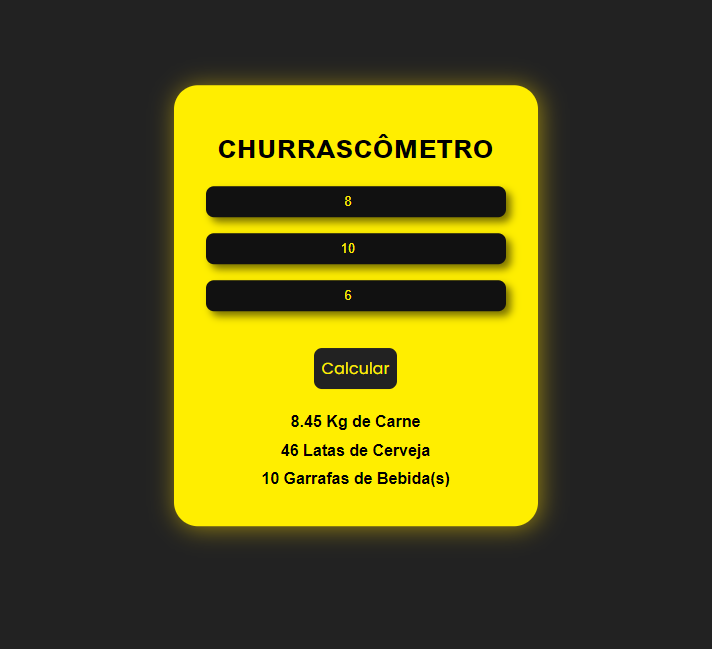 CHURRASCÔMETRO
8
10
6
Calcular
8.45 Kg de Carne
46 Latas de Cerveja
10 Garrafas de Bebida(s)